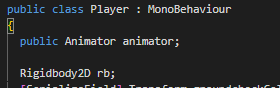 public class Player : MonoBehaviour
{
public Animator animator;
Rigidbody2D rb;